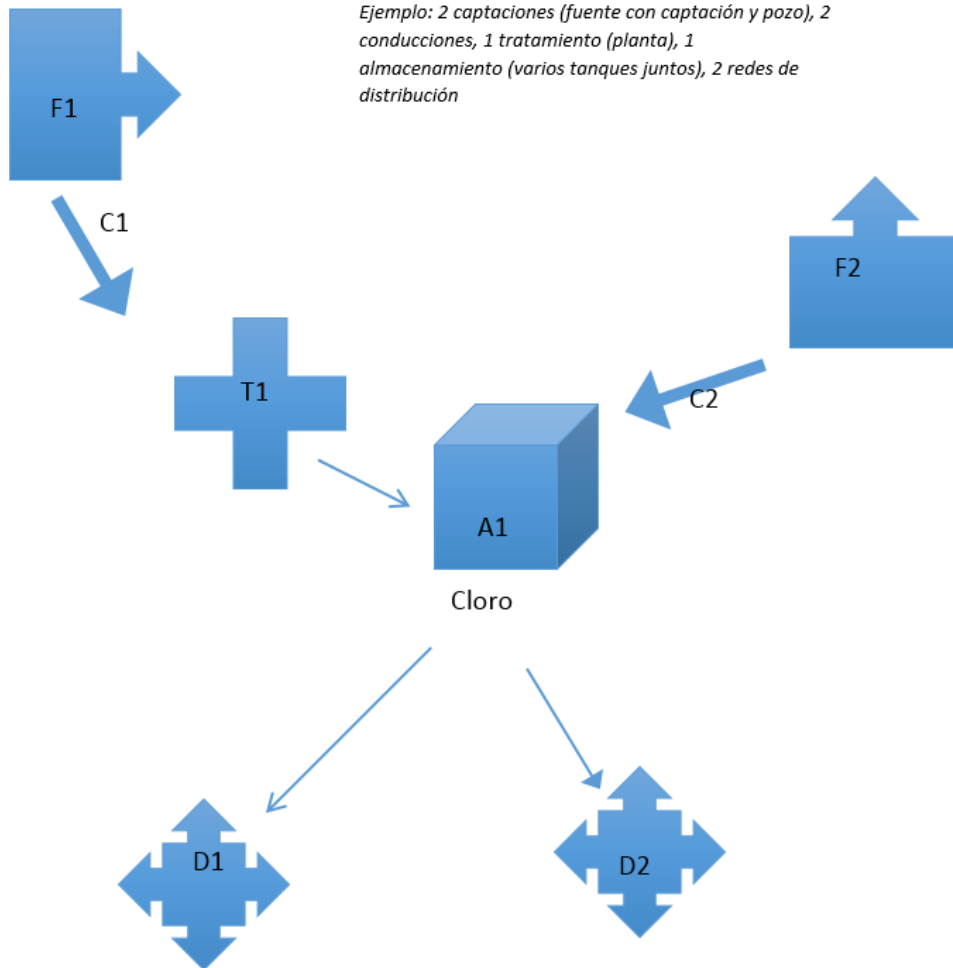 Ejemplo: 2 captaciones (fuente con captación y pozo), 2
conducciones, 1 tratamiento (planta), 1
almacenamiento (varios tanques juntos), 2 redes de
distribución
F1
C1
F2
T1
C2
A1
Cloro
D1
D2